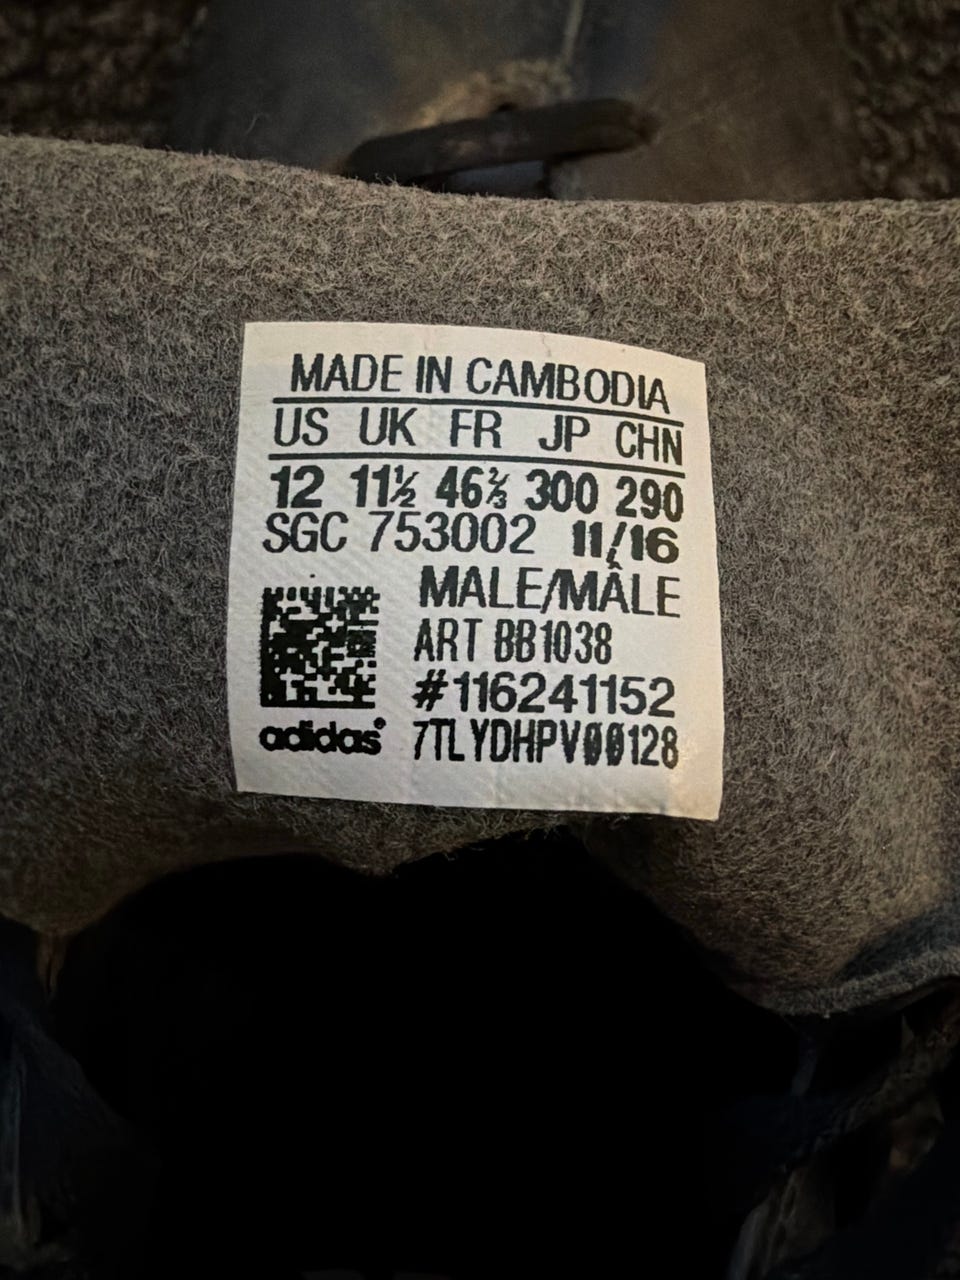 MADE IN CAMBODIA
US UK FR JP CHN
12 11½ 46⅔ 300 290
SGC 753002 11/16
MALE/MÂLE
ART BB1038
#116241152
adidas® 7TLYDHPV00128